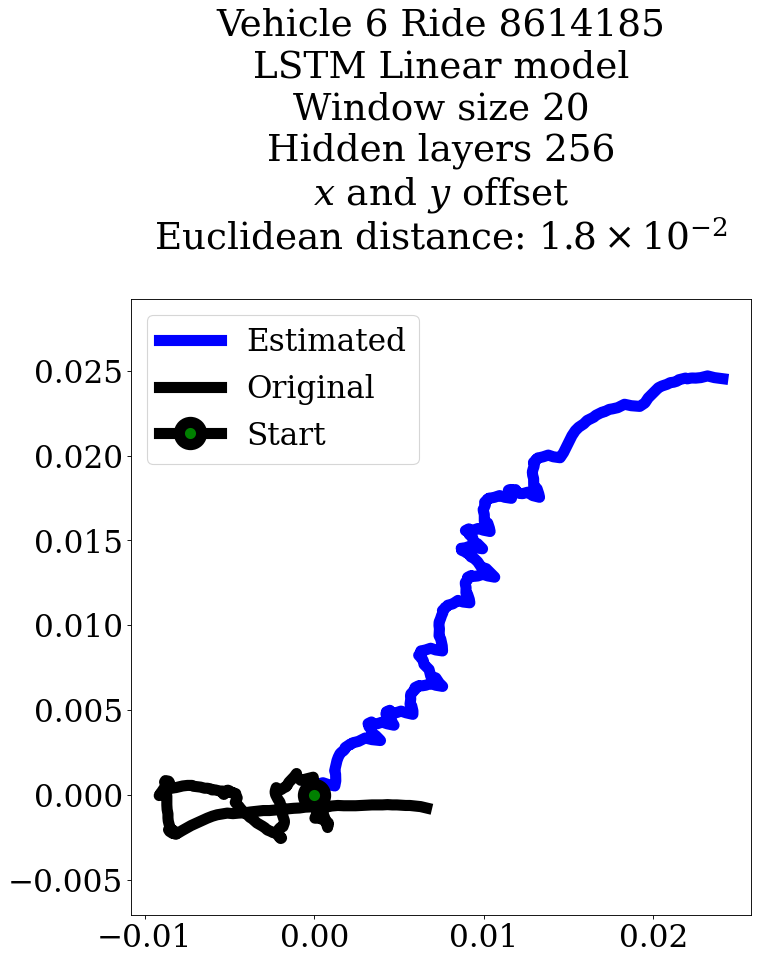 Vehicle 6 Ride 8614185
LSTM Linear model
Window size 20
Hidden layers 256
x and y offset
Euclidean distance: 1.8 × 10⁻²
Estimated
Original
Start
0.025
0.020
0.015
0.010
0.005
0.000
−0.005
−0.01 0.00 0.01 0.02